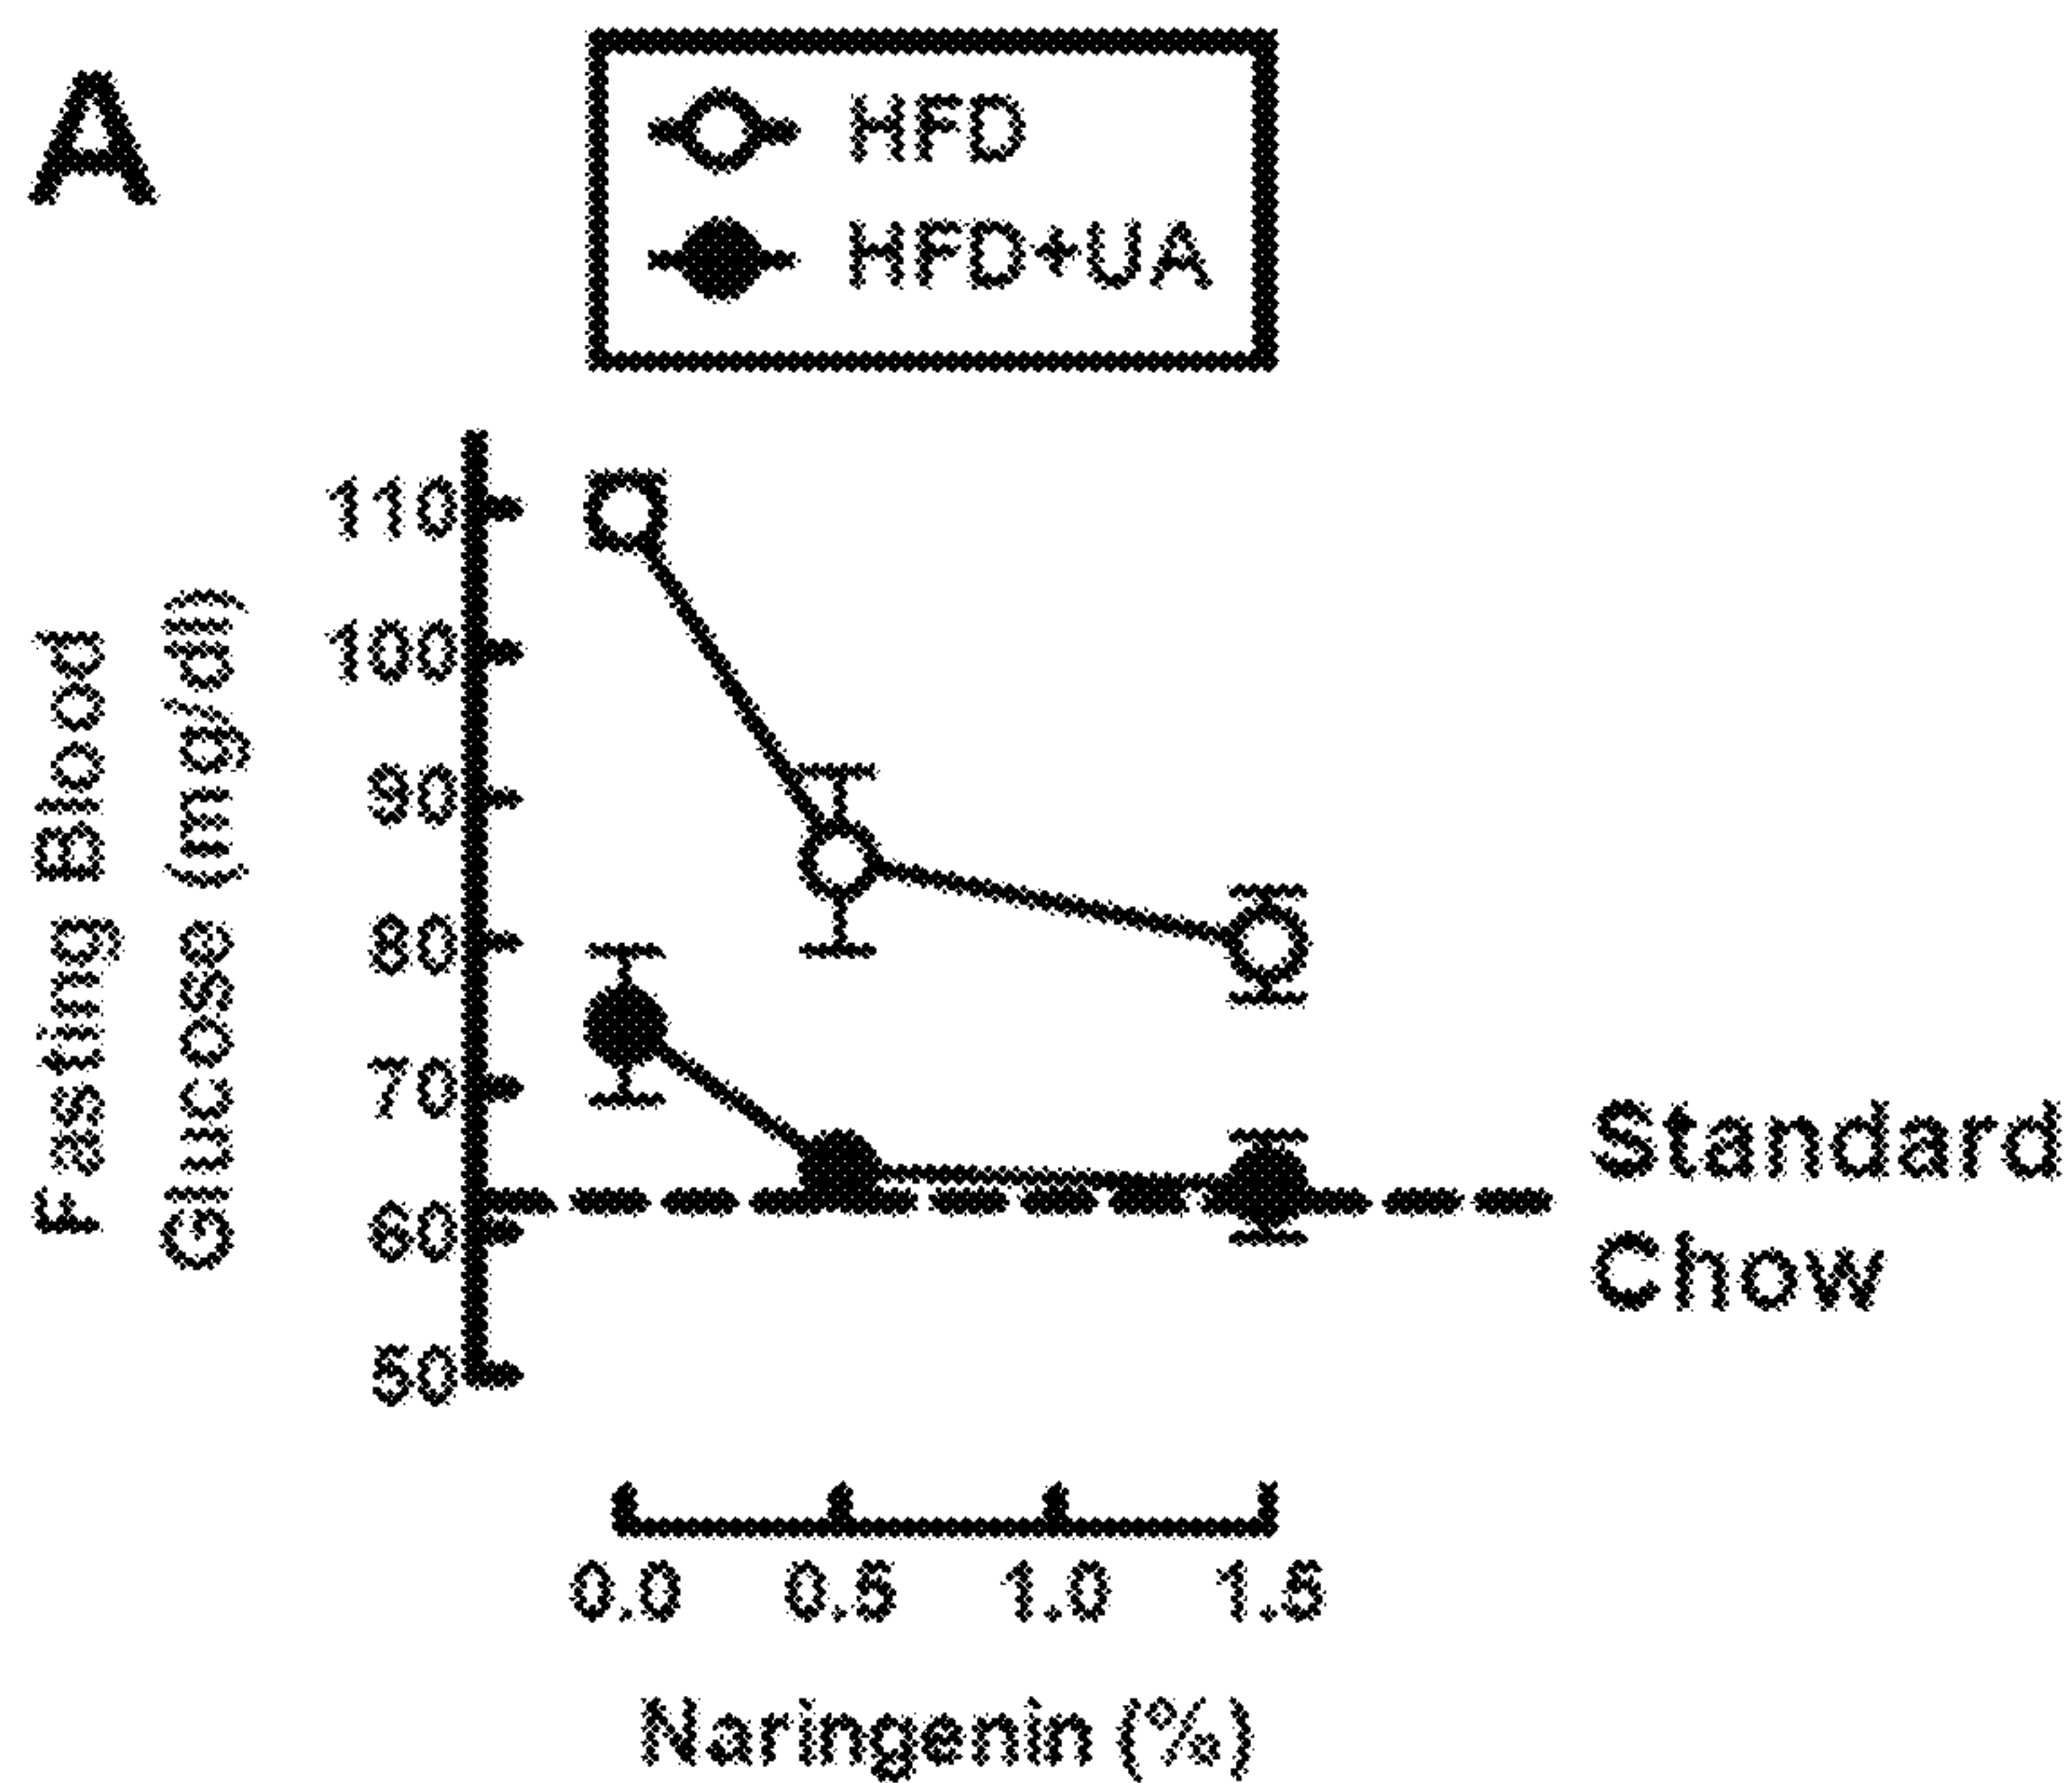 A
HFD
HFD+UA
Fasting Blood
Glucose (mg/dl)
110
100
90
80
70
60
50
Standard
Chow
0.0 0.5 1.0 1.5
Naringenin (%)